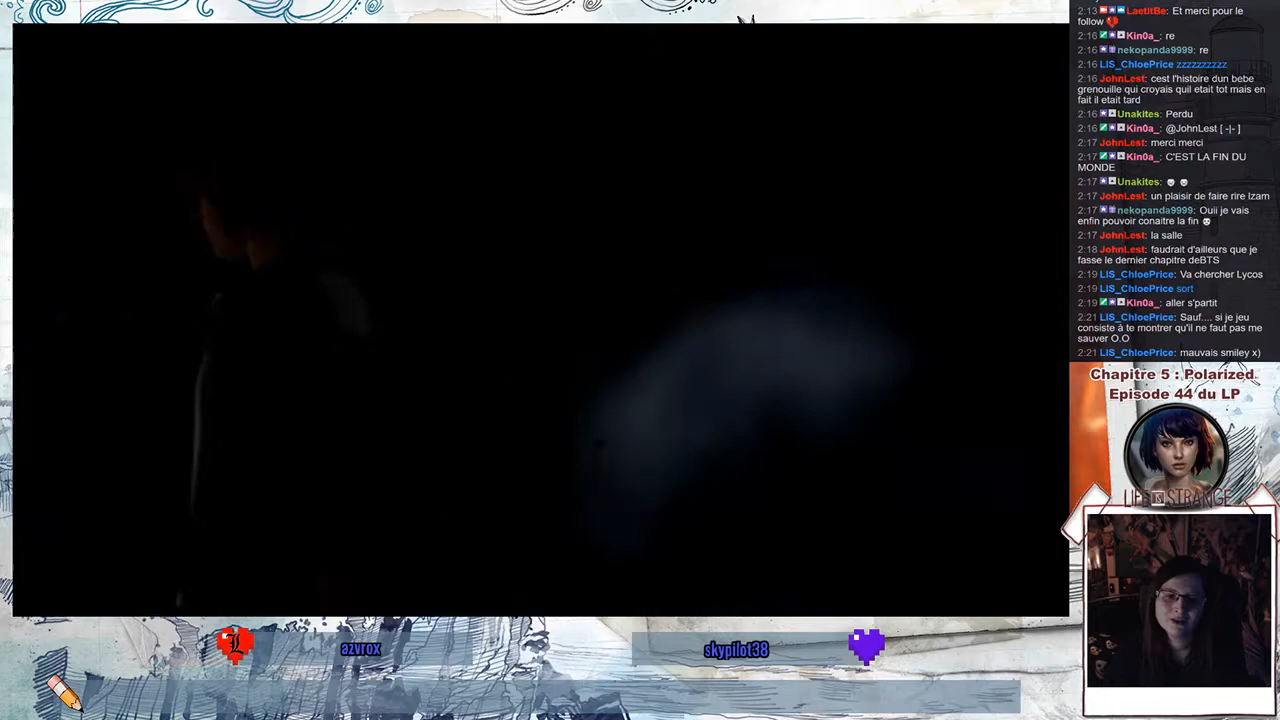 2:13 LaetitBe: Et merci pour le
follow
2:16 Kin0a_: re
2:16 nekopanda9999: re
2:16 LIS_ChloePrice zzzzzzzzzz
JohnLest: cest l'histoire dun bebe
grenouille qui croyais quil etait tot mais en
fait il etait tard
2:16 Unakites: Perdu
2:16 Kin0a_: @JohnLest [ -|- ]
2:17 JohnLest: merci merci
2:17 Kin0a_: C'EST LA FIN DU
MONDE
2:17 Unakites:
2:17 JohnLest: un plaisir de faire rire Izam
2:17 nekopanda9999: Ouii je vais
enfin pouvoir conaitre la fin
2:17 JohnLest: la salle
2:18 JohnLest: faudrait d'ailleurs que je
fasse le dernier chapitre deBTS
2:19 LIS_ChloePrice: Va chercher Lycos
2:19 LIS_ChloePrice sort
2:19 Kin0a_: aller s'partit
2:21 LIS_ChloePrice: Sauf.... si je jeu
consiste à te montrer qu'il ne faut pas me
sauver O.O
2:21 LIS_ChloePrice: mauvais smiley x)
Chapitre 5 : Polarized
Episode 44 du LP
LIFE IS STRANGE
L
azvrox
skypilot38